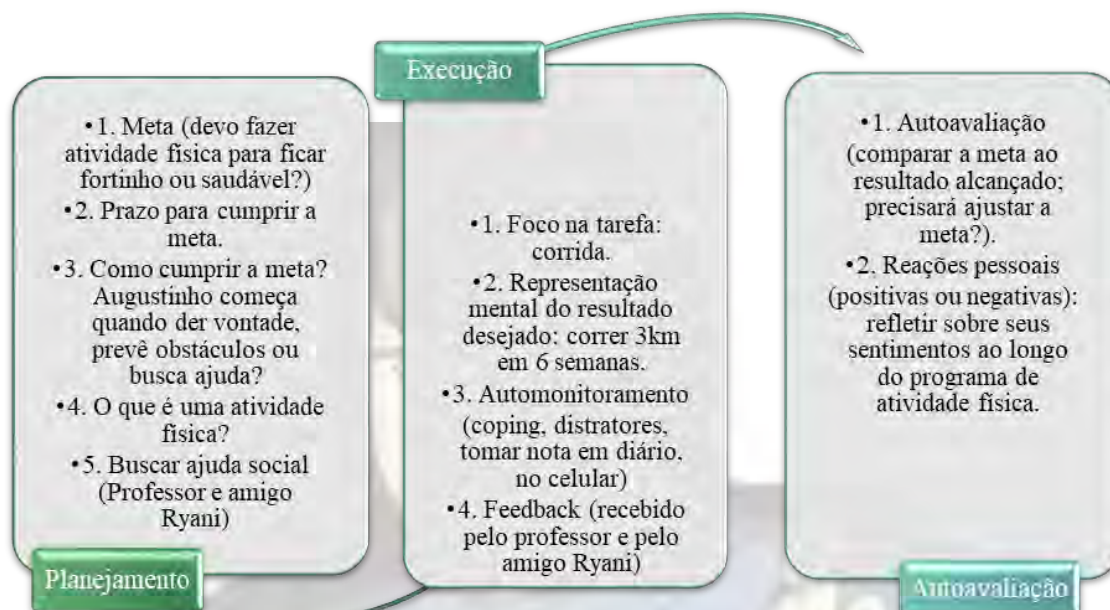 •1. Meta (devo fazer
atividade física para ficar
fortinho ou saudável?)
•2. Prazo para cumprir a
meta.
•3. Como cumprir a meta?
Augustinho começa
quando der vontade,
prevê obstáculos ou
busca ajuda?
•4. O que é uma atividade
física?
•5. Buscar ajuda social
(Professor e amigo
Ryani)
Planejamento
Execução
•1. Foco na tarefa:
corrida.
•2. Representação
mental do resultado
desejado: correr 3km
em 6 semanas.
•3. Automonitoramento
(coping, distratores,
tomar nota em diário,
no celular)
•4. Feedback (recebido
pelo professor e pelo
amigo Ryani)
•1. Autoavaliação
(comparar a meta ao
resultado alcançado;
precisará ajustar a
meta?).
•2. Reações pessoais
(positivas ou negativas):
refletir sobre seus
sentimentos ao longo
do programa de
atividade física.
Autoavaliação